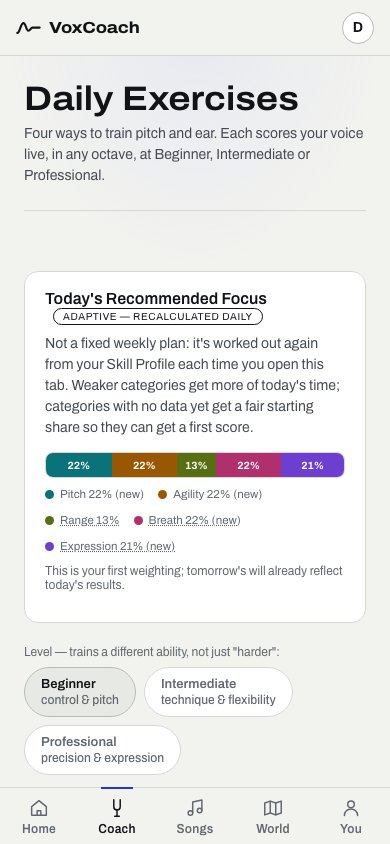 VoxCoach
D
Daily Exercises
Four ways to train pitch and ear. Each scores your voice
live, in any octave, at Beginner, Intermediate or
Professional.
Today's Recommended Focus
ADAPTIVE — RECALCULATED DAILY
Not a fixed weekly plan: it's worked out again
from your Skill Profile each time you open this
tab. Weaker categories get more of today's time;
categories with no data yet get a fair starting
share so they can get a first score.
22% 22% 13% 22% 21%
Pitch 22% (new) Agility 22% (new)
Range 13% Breath 22% (new)
Expression 21% (new)
This is your first weighting; tomorrow's will already reflect
today's results.
Level — trains a different ability, not just "harder":
Beginner Intermediate
control & pitch technique & flexibility
Professional
precision & expression
Home Coach Songs World You